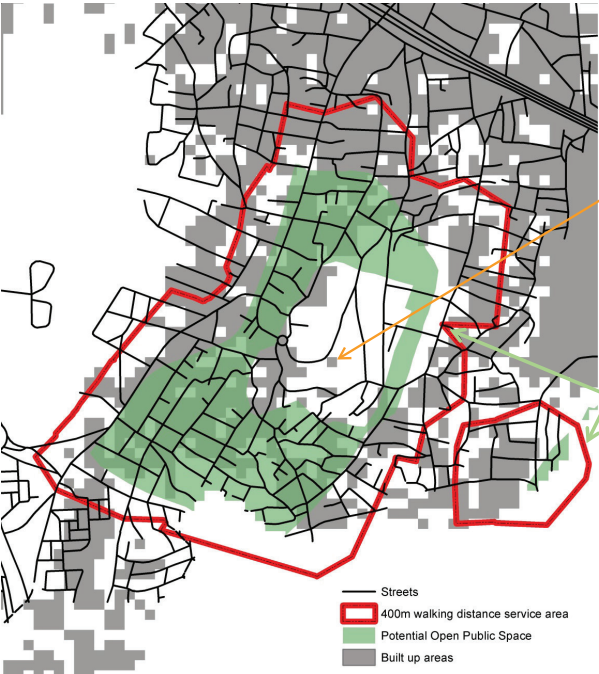 Streets
400m walking distance service area
Potential Open Public Space
Built up areas